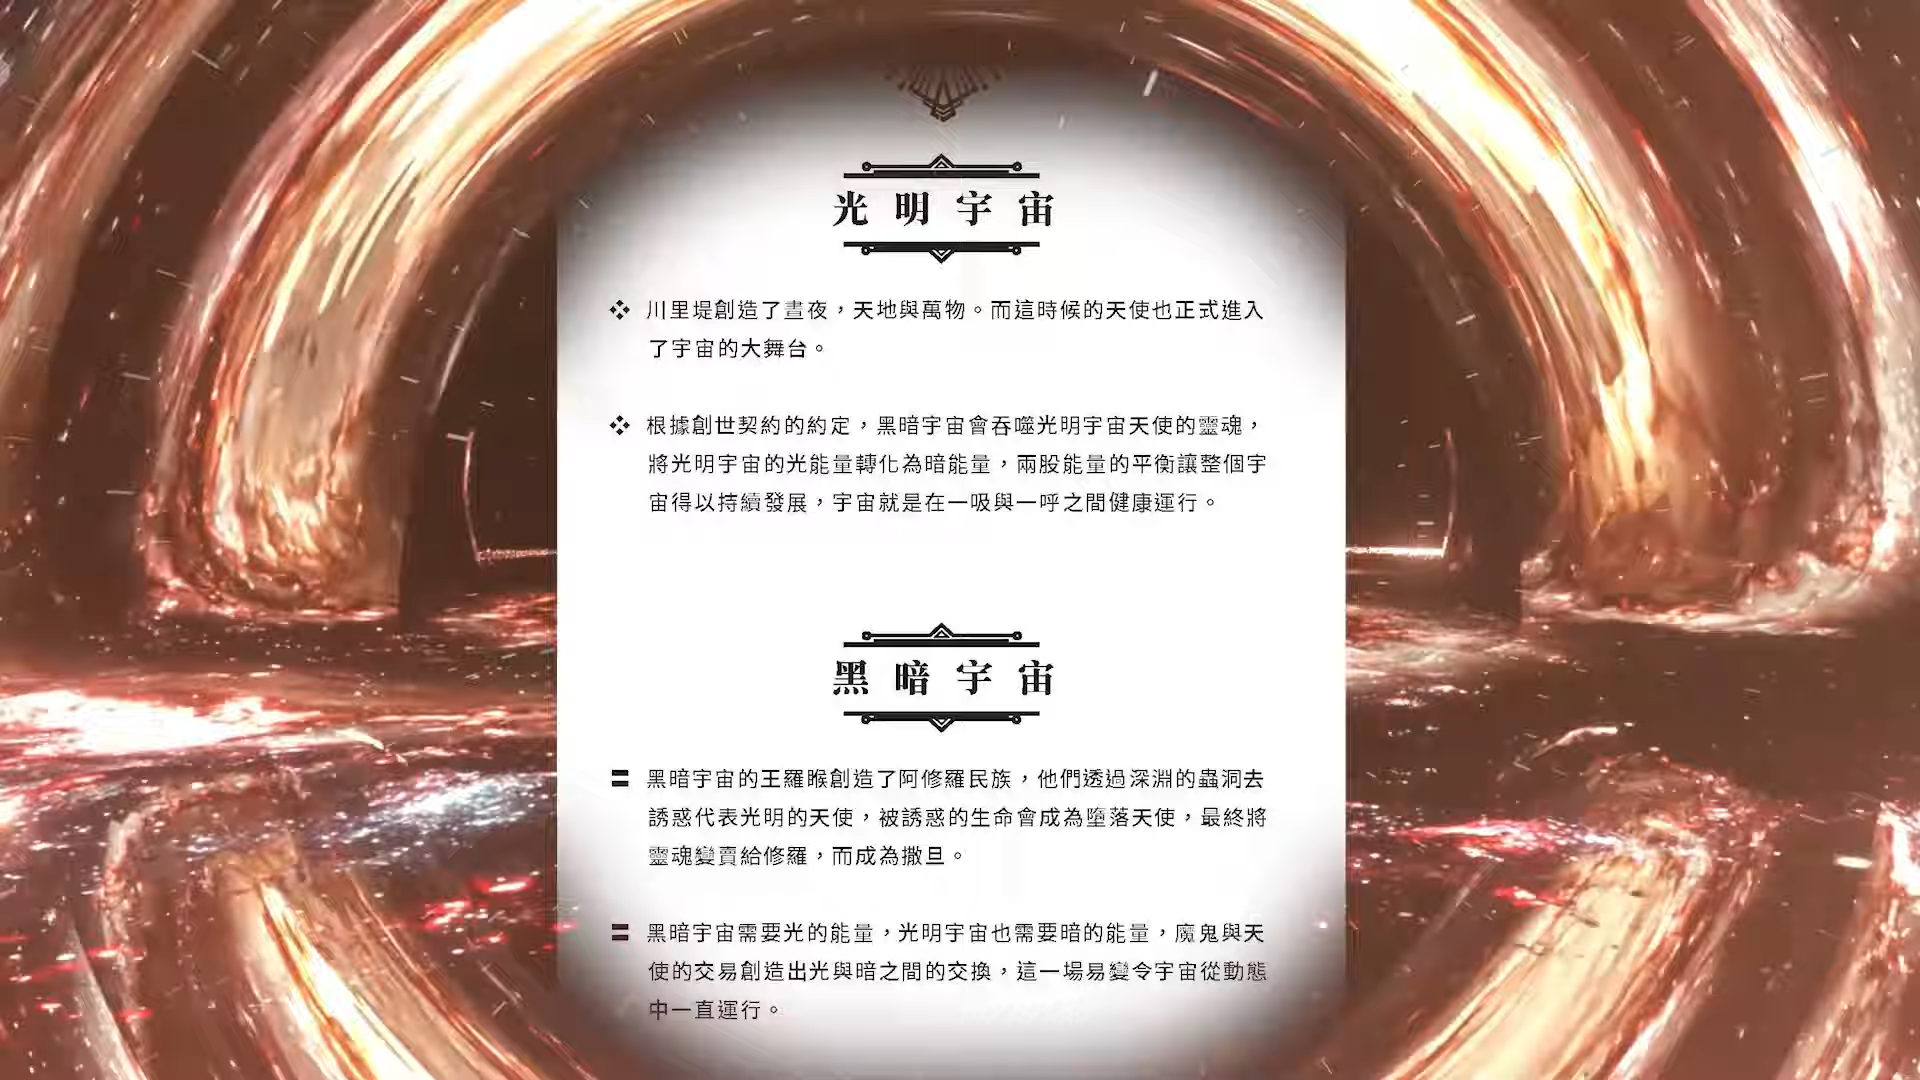 光明宇宙
川里堤創造了晝夜，天地與萬物。而這時候的天使也正式進入
了宇宙的大舞台。
根據創世契約的約定，黑暗宇宙會吞噬光明宇宙天使的靈魂，
將光明宇宙的光能量轉化為暗能量，兩股能量的平衡讓整個宇
宙得以持續發展，宇宙就是在一吸與一呼之間健康運行。
黑暗宇宙
黑暗宇宙的王羅睺創造了阿修羅民族，他們透過深淵的蟲洞去
誘惑代表光明的天使，被誘惑的生命會成為墮落天使，最終將
靈魂變賣給修羅，而成為撒旦。
黑暗宇宙需要光的能量，光明宇宙也需要暗的能量，魔鬼與天
使的交易創造出光與暗之間的交換，這一場易變令宇宙從動態
中一直運行。